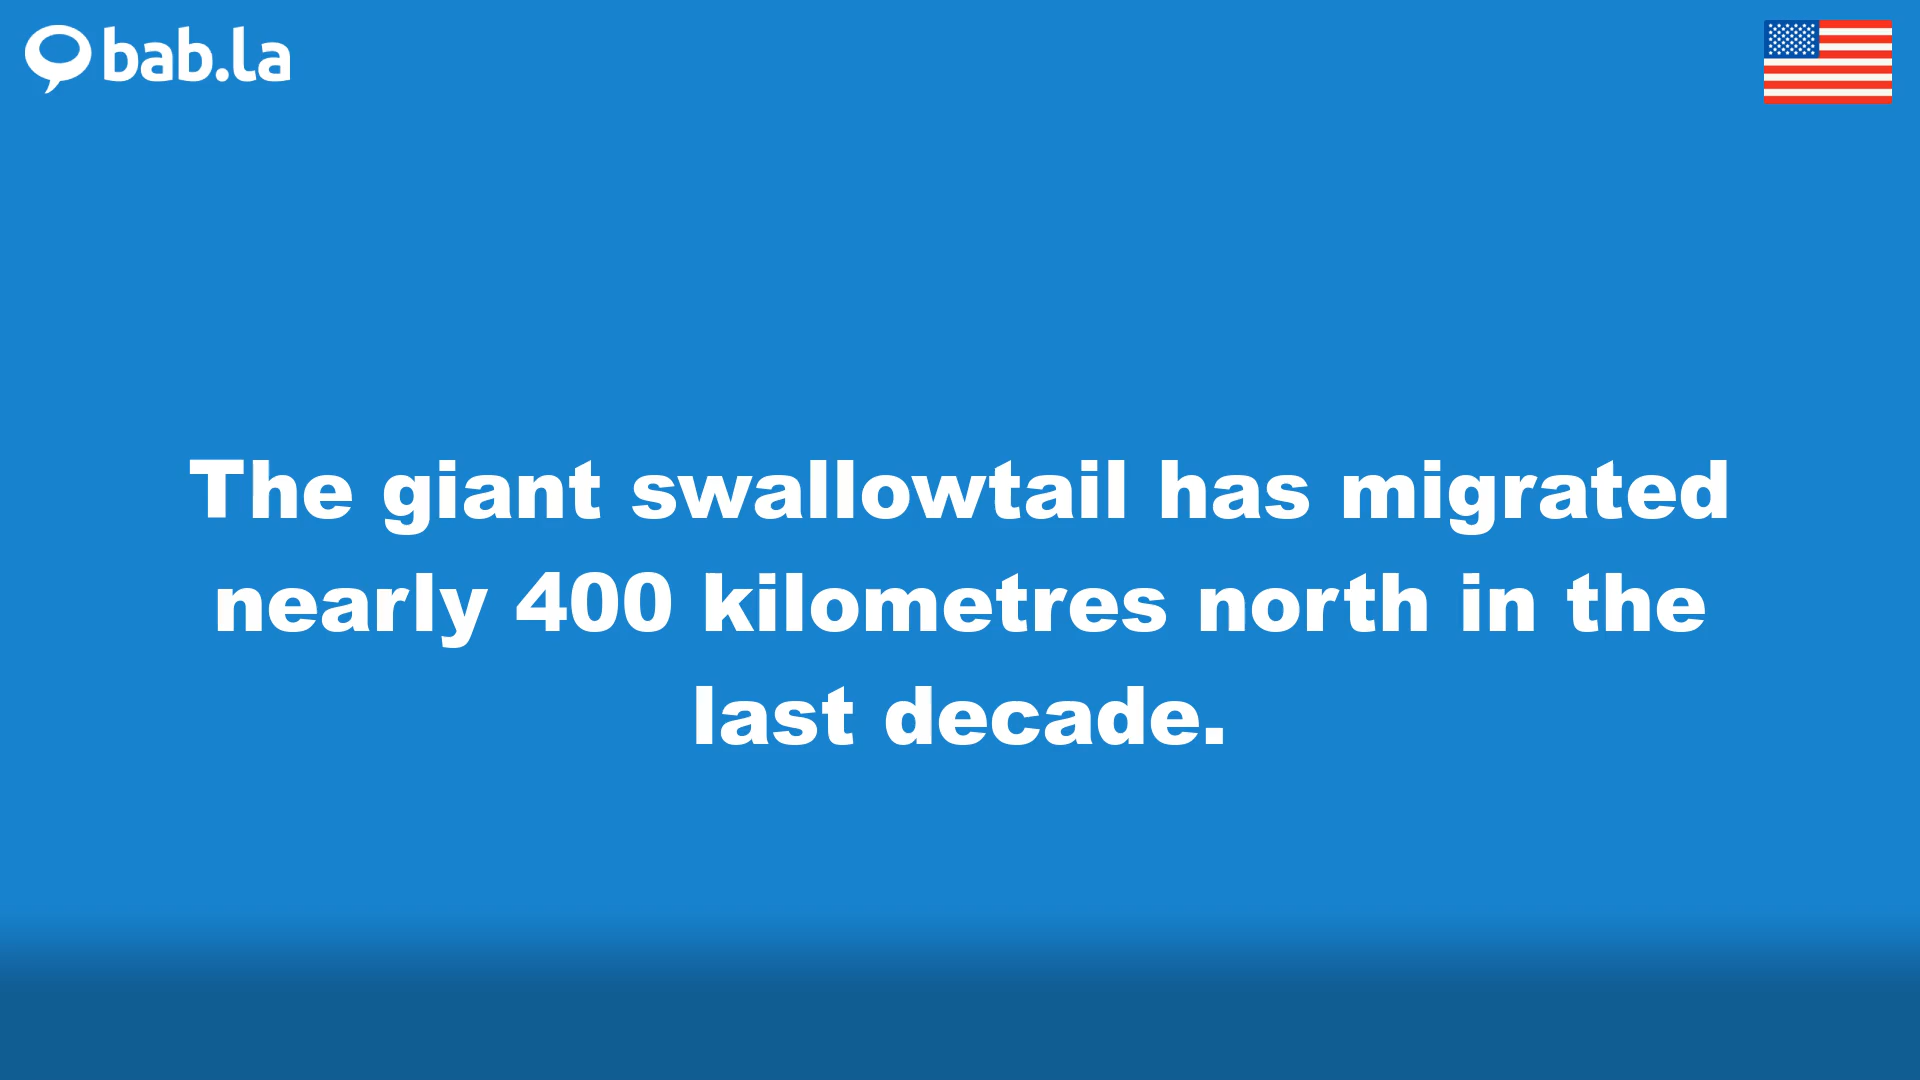 bab.la
The giant swallowtail has migrated
nearly 400 kilometres north in the
last decade.